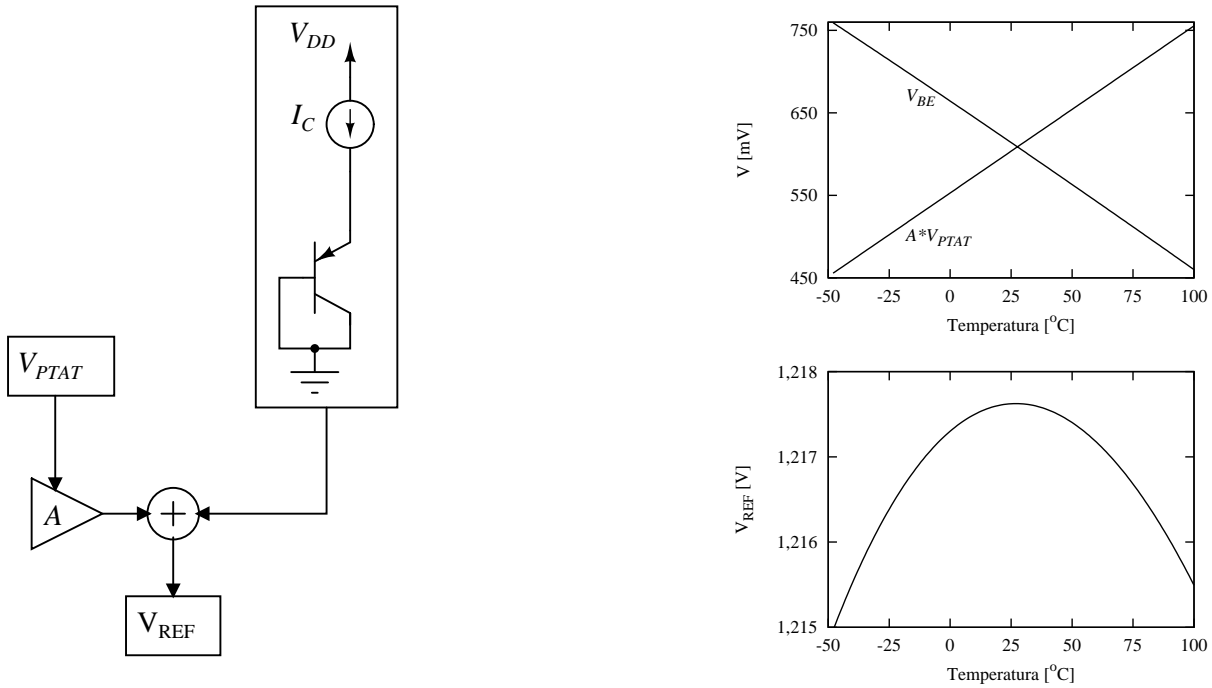 V_DD
I_C
V_PTAT
A
+
V_REF
V [mV]
750
650
550
450
V_BE
A*V_PTAT
-50 -25 0 25 50 75 100
Temperatura [°C]
V_REF [V]
1,218
1,217
1,216
1,215
-50 -25 0 25 50 75 100
Temperatura [°C]